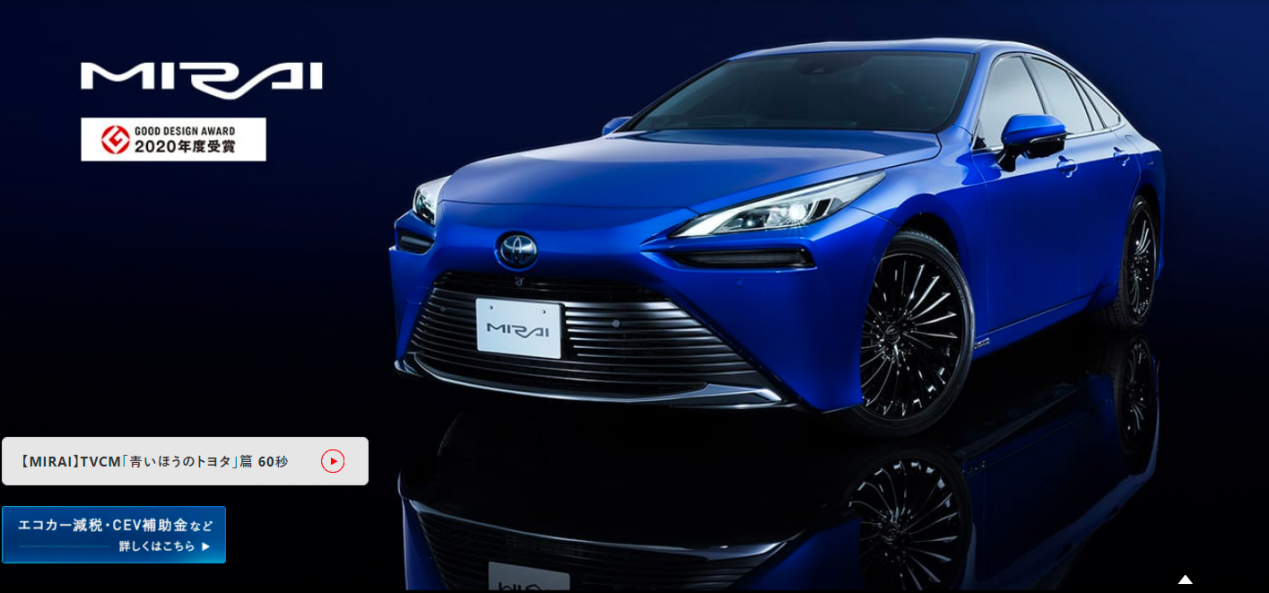 MIRAI
GOOD DESIGN AWARD
2020年度受賞
MIRAI
【MIRAI】TVCM「青いほうのトヨタ」篇 60秒
エコカー減税・CEV補助金など
詳しくはこちら